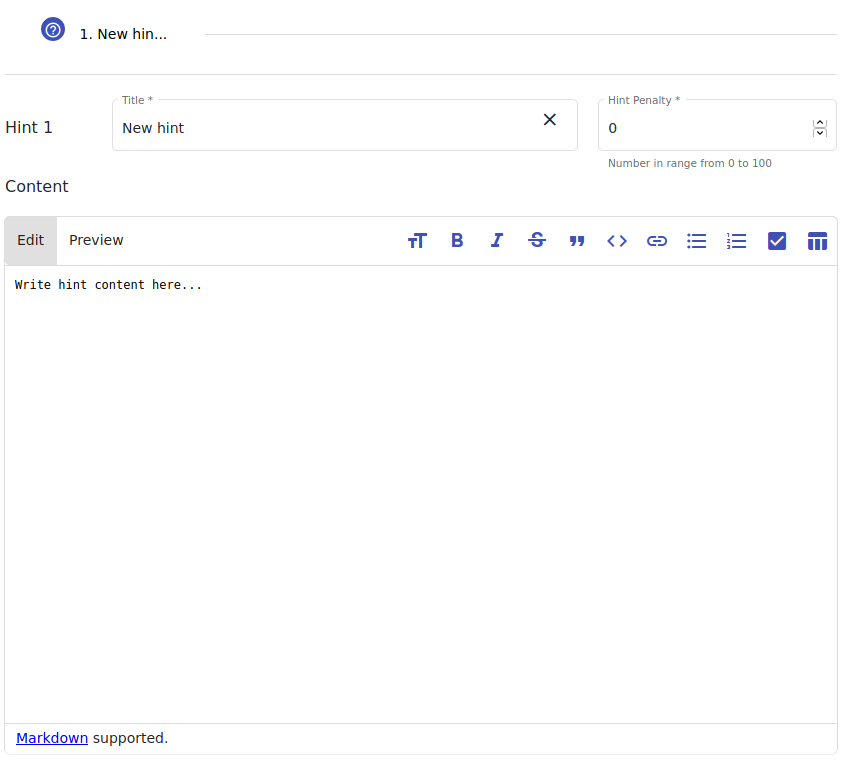 1. New hin...
Hint 1
Title *
New hint
Hint Penalty *
0
Number in range from 0 to 100
Content
Edit Preview
Write hint content here...
Markdown supported.